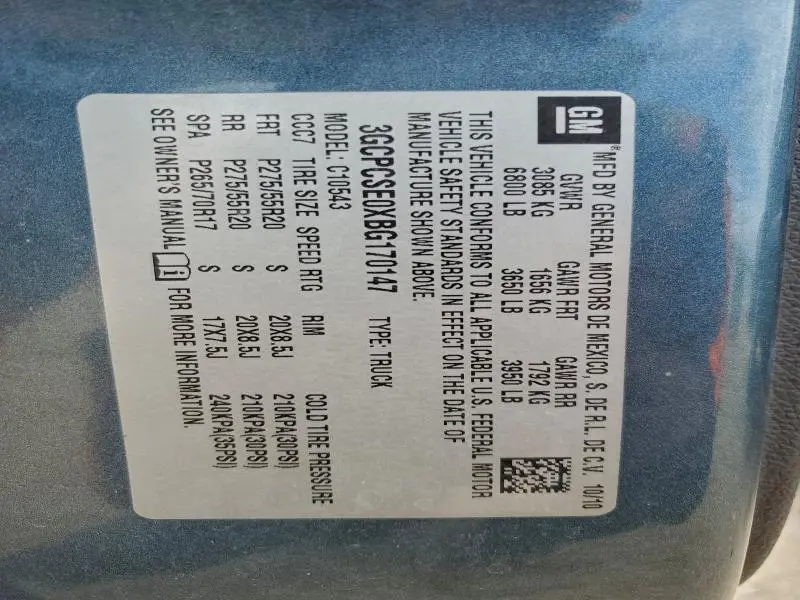 GM®
MFD BY GENERAL MOTORS DE MEXICO, S. DE R.L. DE C.V. 10/10
GVWR GAWR FRT GAWR RR
3085 KG 1656 KG 1792 KG
6800 LB 3650 LB 3950 LB
THIS VEHICLE CONFORMS TO ALL APPLICABLE U.S. FEDERAL MOTOR
VEHICLE SAFETY STANDARDS IN EFFECT ON THE DATE OF
MANUFACTURE SHOWN ABOVE.
3GCPCSE0XBG170147 TYPE: TRUCK
MODEL: C10543
CCC7 TIRE SIZE SPEED RTG RIM COLD TIRE PRESSURE
FRT P275/55R20 S 20X8.5J 210KPA(30PSI)
RR P275/55R20 S 20X8.5J 210KPA(30PSI)
SPA P265/70R17 S 17X7.5J 240KPA(35PSI)
SEE OWNER'S MANUAL FOR MORE INFORMATION.